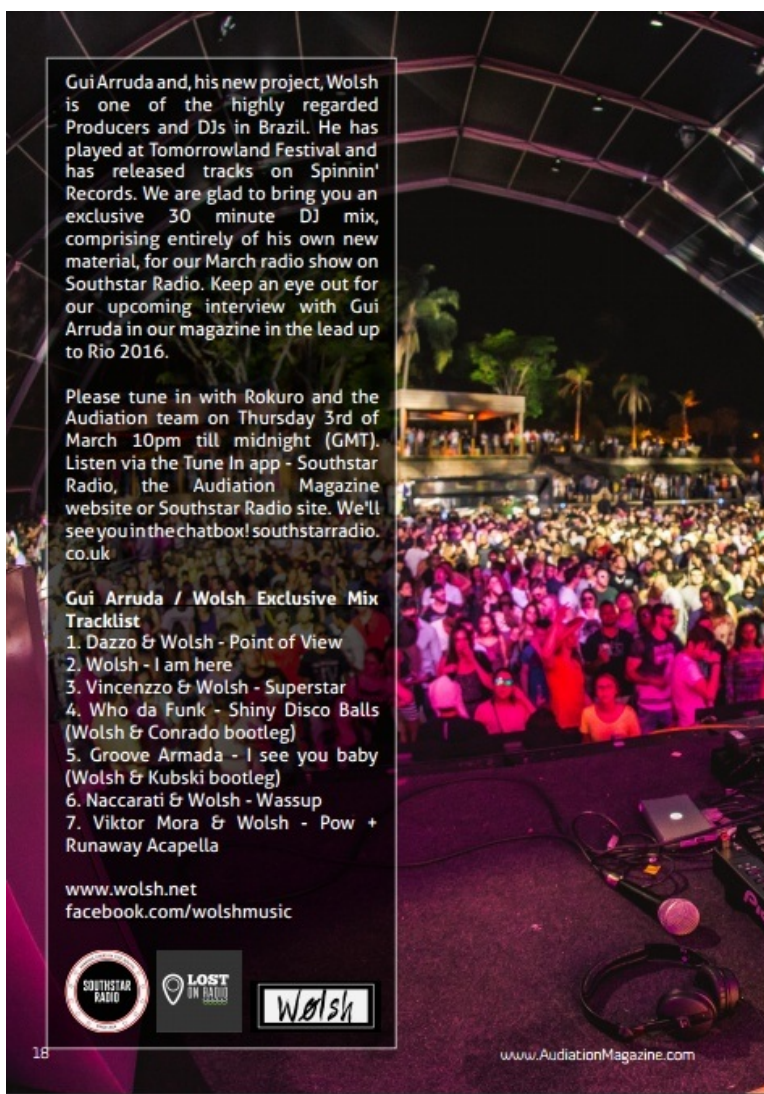 Gui Arruda and, his new project, Wolsh
is one of the highly regarded
Producers and DJs in Brazil. He has
played at Tomorrowland Festival and
has released tracks on Spinnin'
Records. We are glad to bring you an
exclusive 30 minute DJ mix,
comprising entirely of his own new
material, for our March radio show on
Southstar Radio. Keep an eye out for
our upcoming interview with Gui
Arruda in our magazine in the lead up
to Rio 2016.
Please tune in with Rokuro and the
Audiation team on Thursday 3rd of
March 10pm till midnight (GMT).
Listen via the Tune In app - Southstar
Radio, the Audiation Magazine
website or Southstar Radio site. We'll
see you in the chatbox! southstarradio.
co.uk
Gui Arruda / Wolsh Exclusive Mix
Tracklist
1. Dazzo & Wolsh - Point of View
2. Wolsh - I am here
3. Vincenzzo & Wolsh - Superstar
4. Who da Funk - Shiny Disco Balls
(Wolsh & Conrado bootleg)
5. Groove Armada - I see you baby
(Wolsh & Kubski bootleg)
6. Naccarati & Wolsh - Wassup
7. Viktor Mora & Wolsh - Pow +
Runaway Acapella
www.wolsh.net
facebook.com/wolshmusic
SOUTHSTAR
RADIO
LOST
ON RADIO
Wølsh
18
www.AudiationMagazine.com